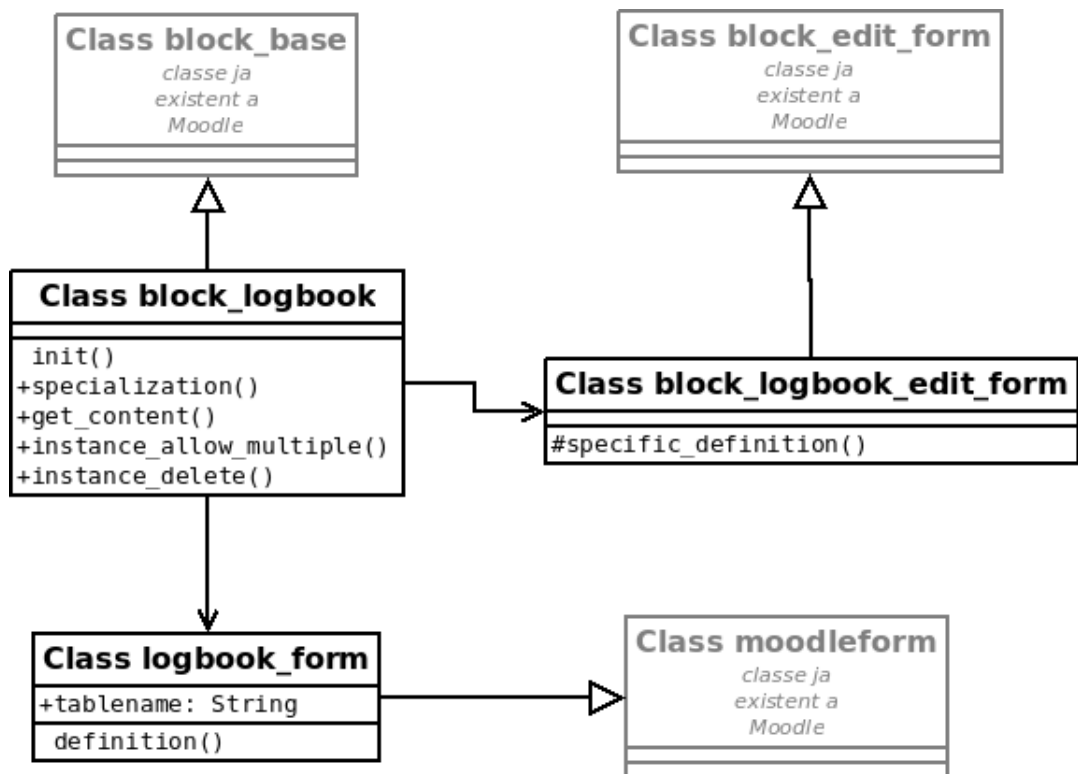 Class block_base
classe ja
existent a
Moodle
Class block_edit_form
classe ja
existent a
Moodle
Class block_logbook
init()
+specialization()
+get_content()
+instance_allow_multiple()
+instance_delete()
Class block_logbook_edit_form
#specific_definition()
Class logbook_form
+tablename: String
definition()
Class moodleform
classe ja
existent a
Moodle